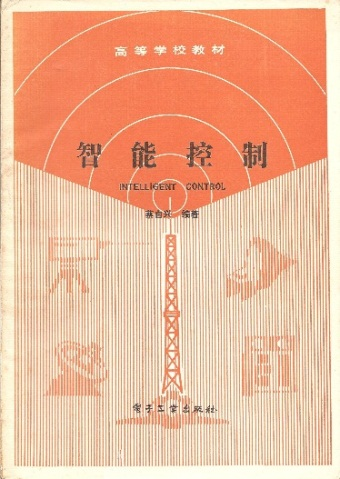 高等学校教材
智能控制
INTELLIGENT CONTROL
蔡自兴 编著
电子工业出版社